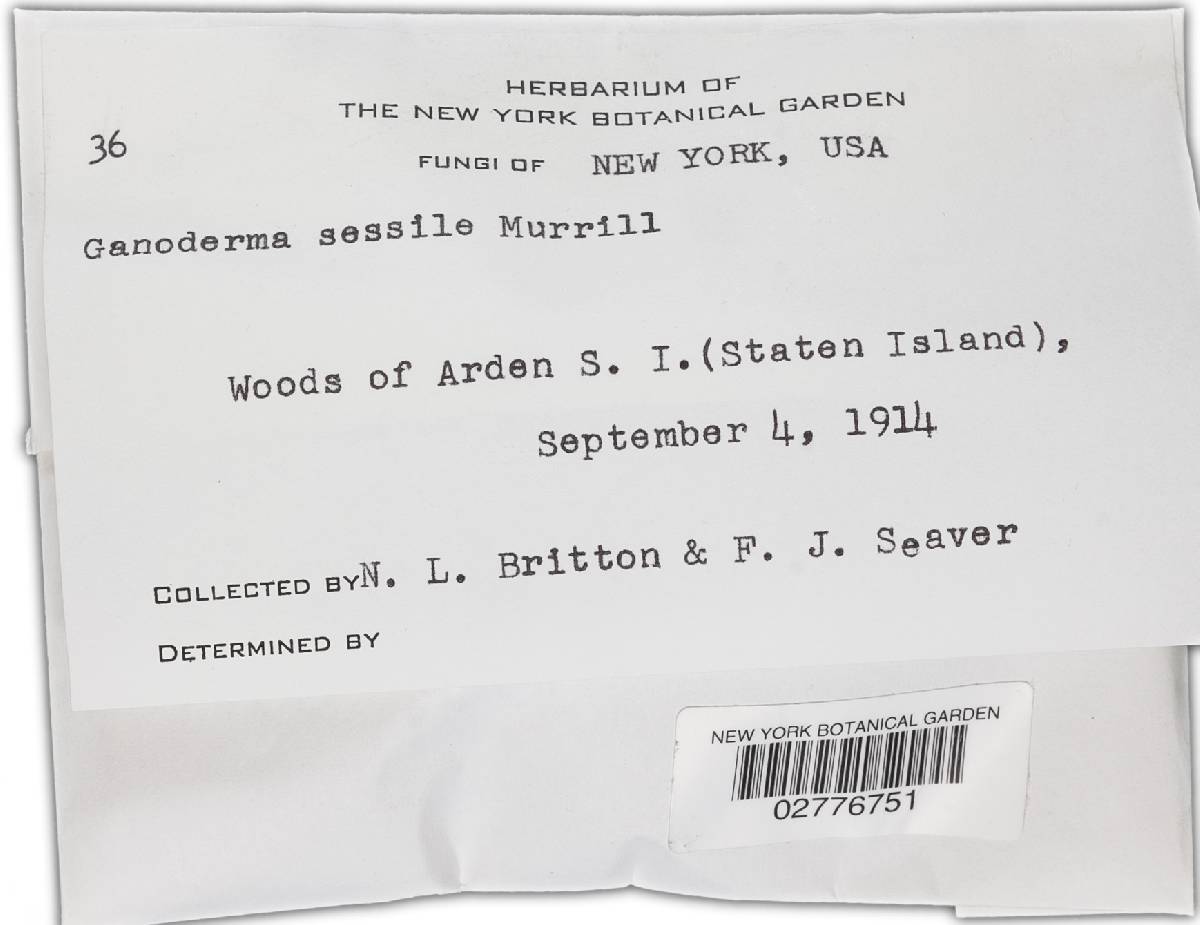 HERBARIUM OF
THE NEW YORK BOTANICAL GARDEN
36
FUNGI OF NEW YORK, USA
Ganoderma sessile Murrill
Woods of Arden S. I.(Staten Island),
September 4, 1914
COLLECTED BY N. L. Britton & F. J. Seaver
DETERMINED BY
NEW YORK BOTANICAL GARDEN
02776751